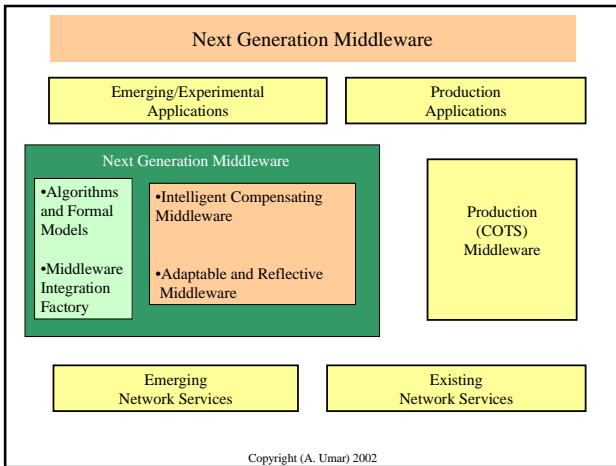 Next Generation Middleware
Emerging/Experimental
Applications
Production
Applications
Next Generation Middleware
•Algorithms
and Formal
Models
•Middleware
Integration
Factory
•Intelligent Compensating
Middleware
•Adaptable and Reflective
Middleware
Production
(COTS)
Middleware
Emerging
Network Services
Existing
Network Services
Copyright (A. Umar) 2002